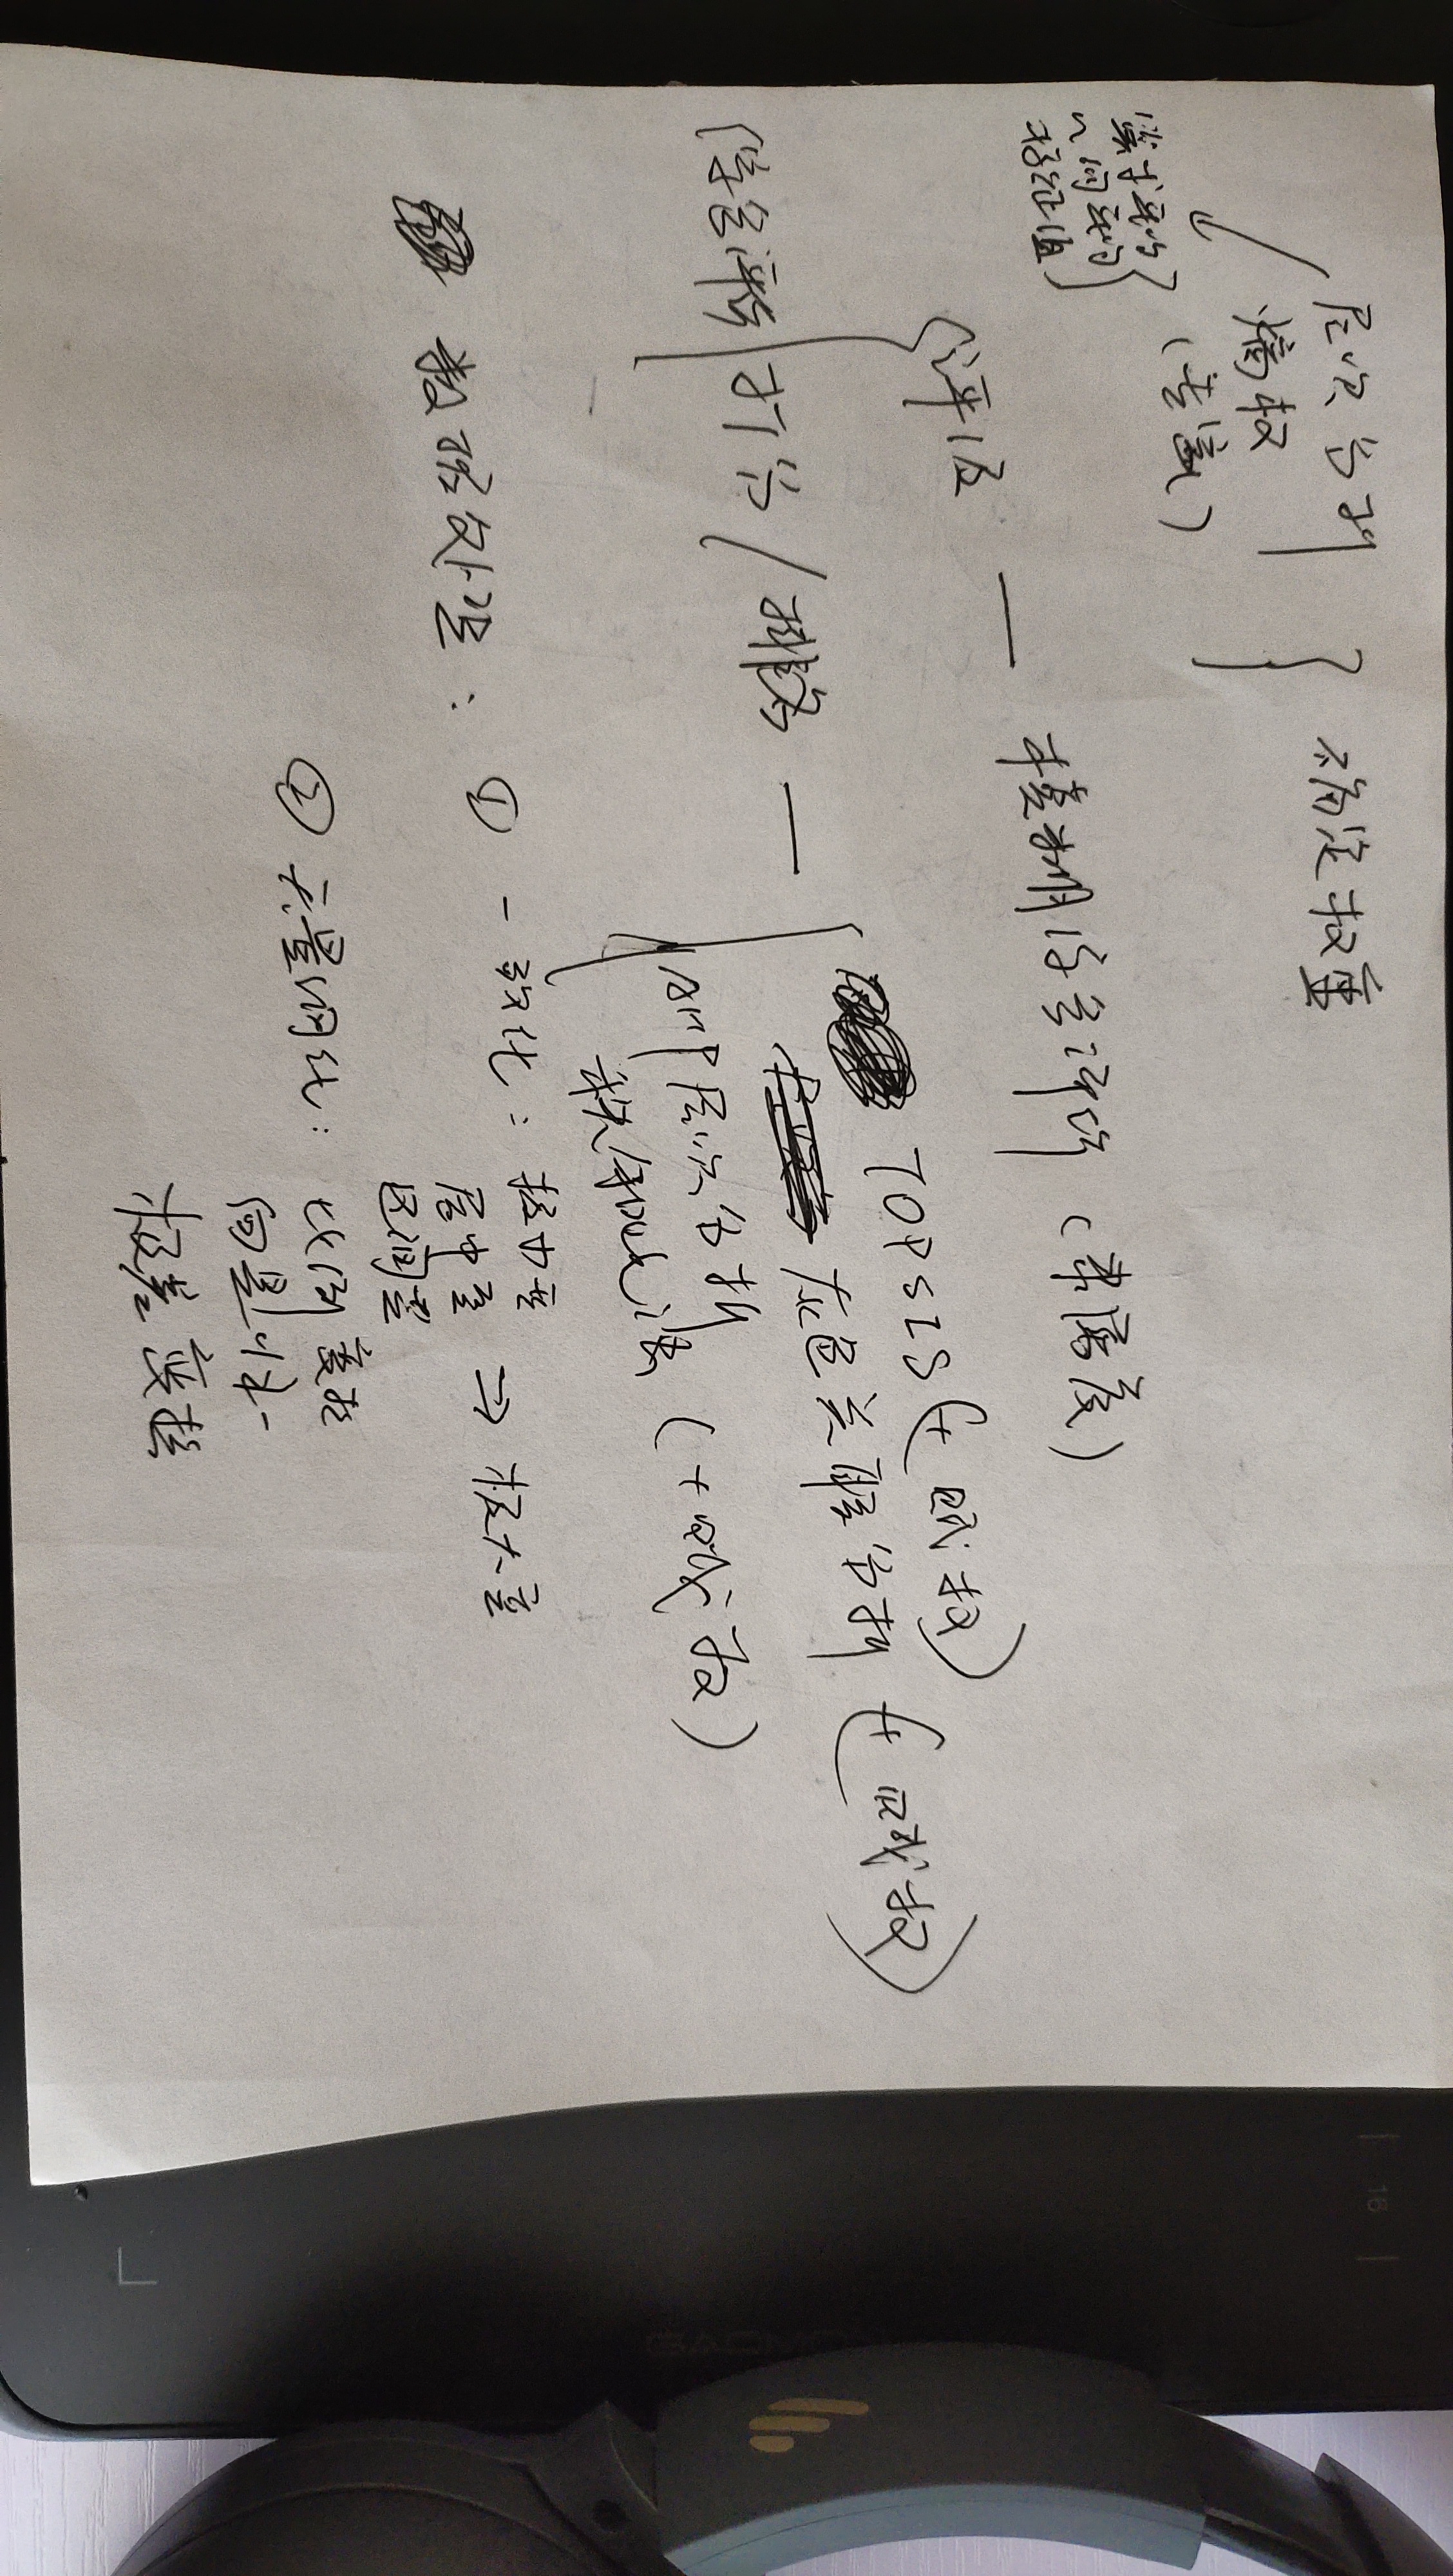 层次分析
熵权
(专家)
确定权重
算术平均
几何平均
特征值
模糊综合评价(隶属度)
评级
综合评价
打分/排名
TOPSIS(+赋权)
灰色关联分析(+赋权)
AHP层次分析
秩和比法(+赋权)
数据处理:
① 一致化:极小型
居中型
区间型
⇒ 极大型
② 无量纲化:比例变换
向量归一
极差变换
16